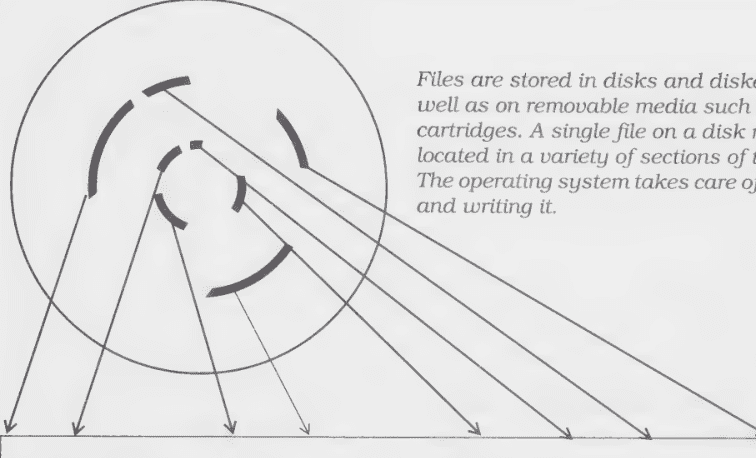 Files are stored in disks and diske
well as on removable media such
cartridges. A single file on a disk
located in a variety of sections of
The operating system takes care of
and writing it.